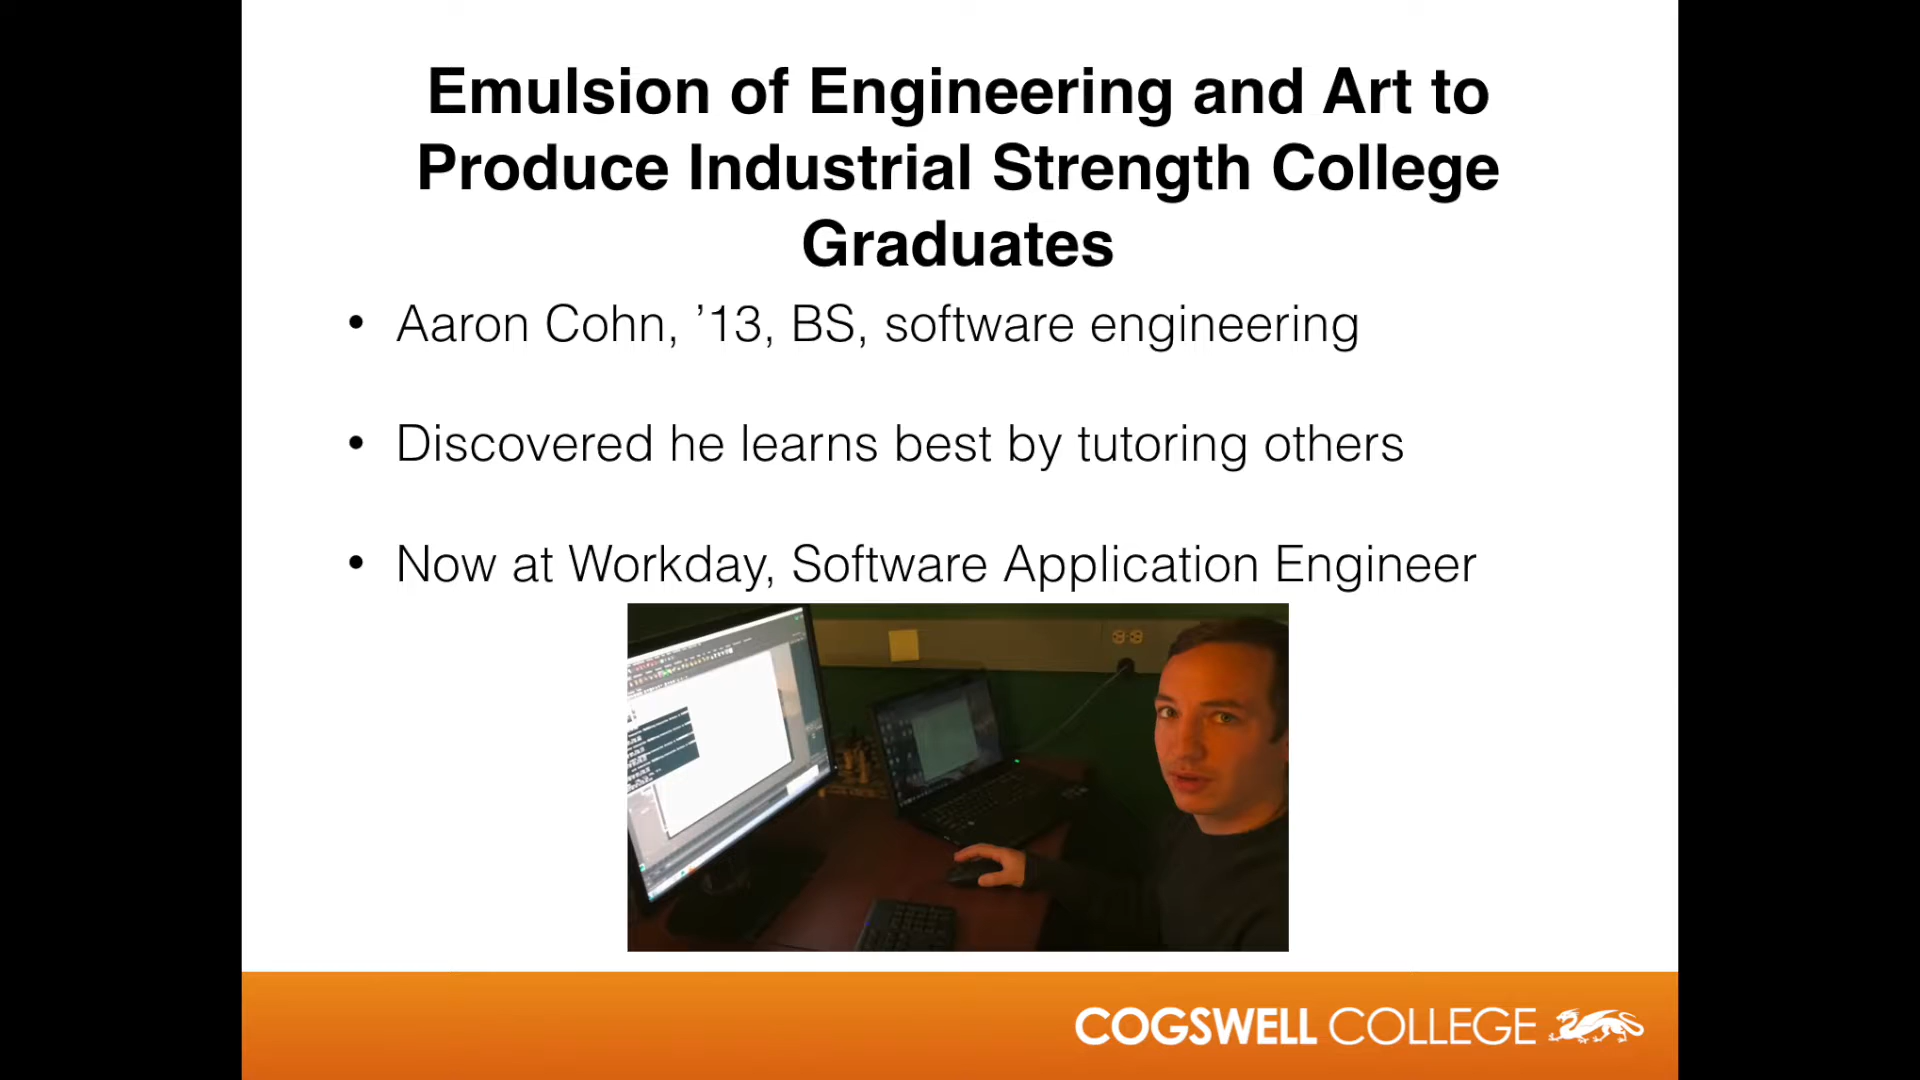 Emulsion of Engineering and Art to
Produce Industrial Strength College
Graduates
• Aaron Cohn, ’13, BS, software engineering
• Discovered he learns best by tutoring others
• Now at Workday, Software Application Engineer
COGSWELL COLLEGE